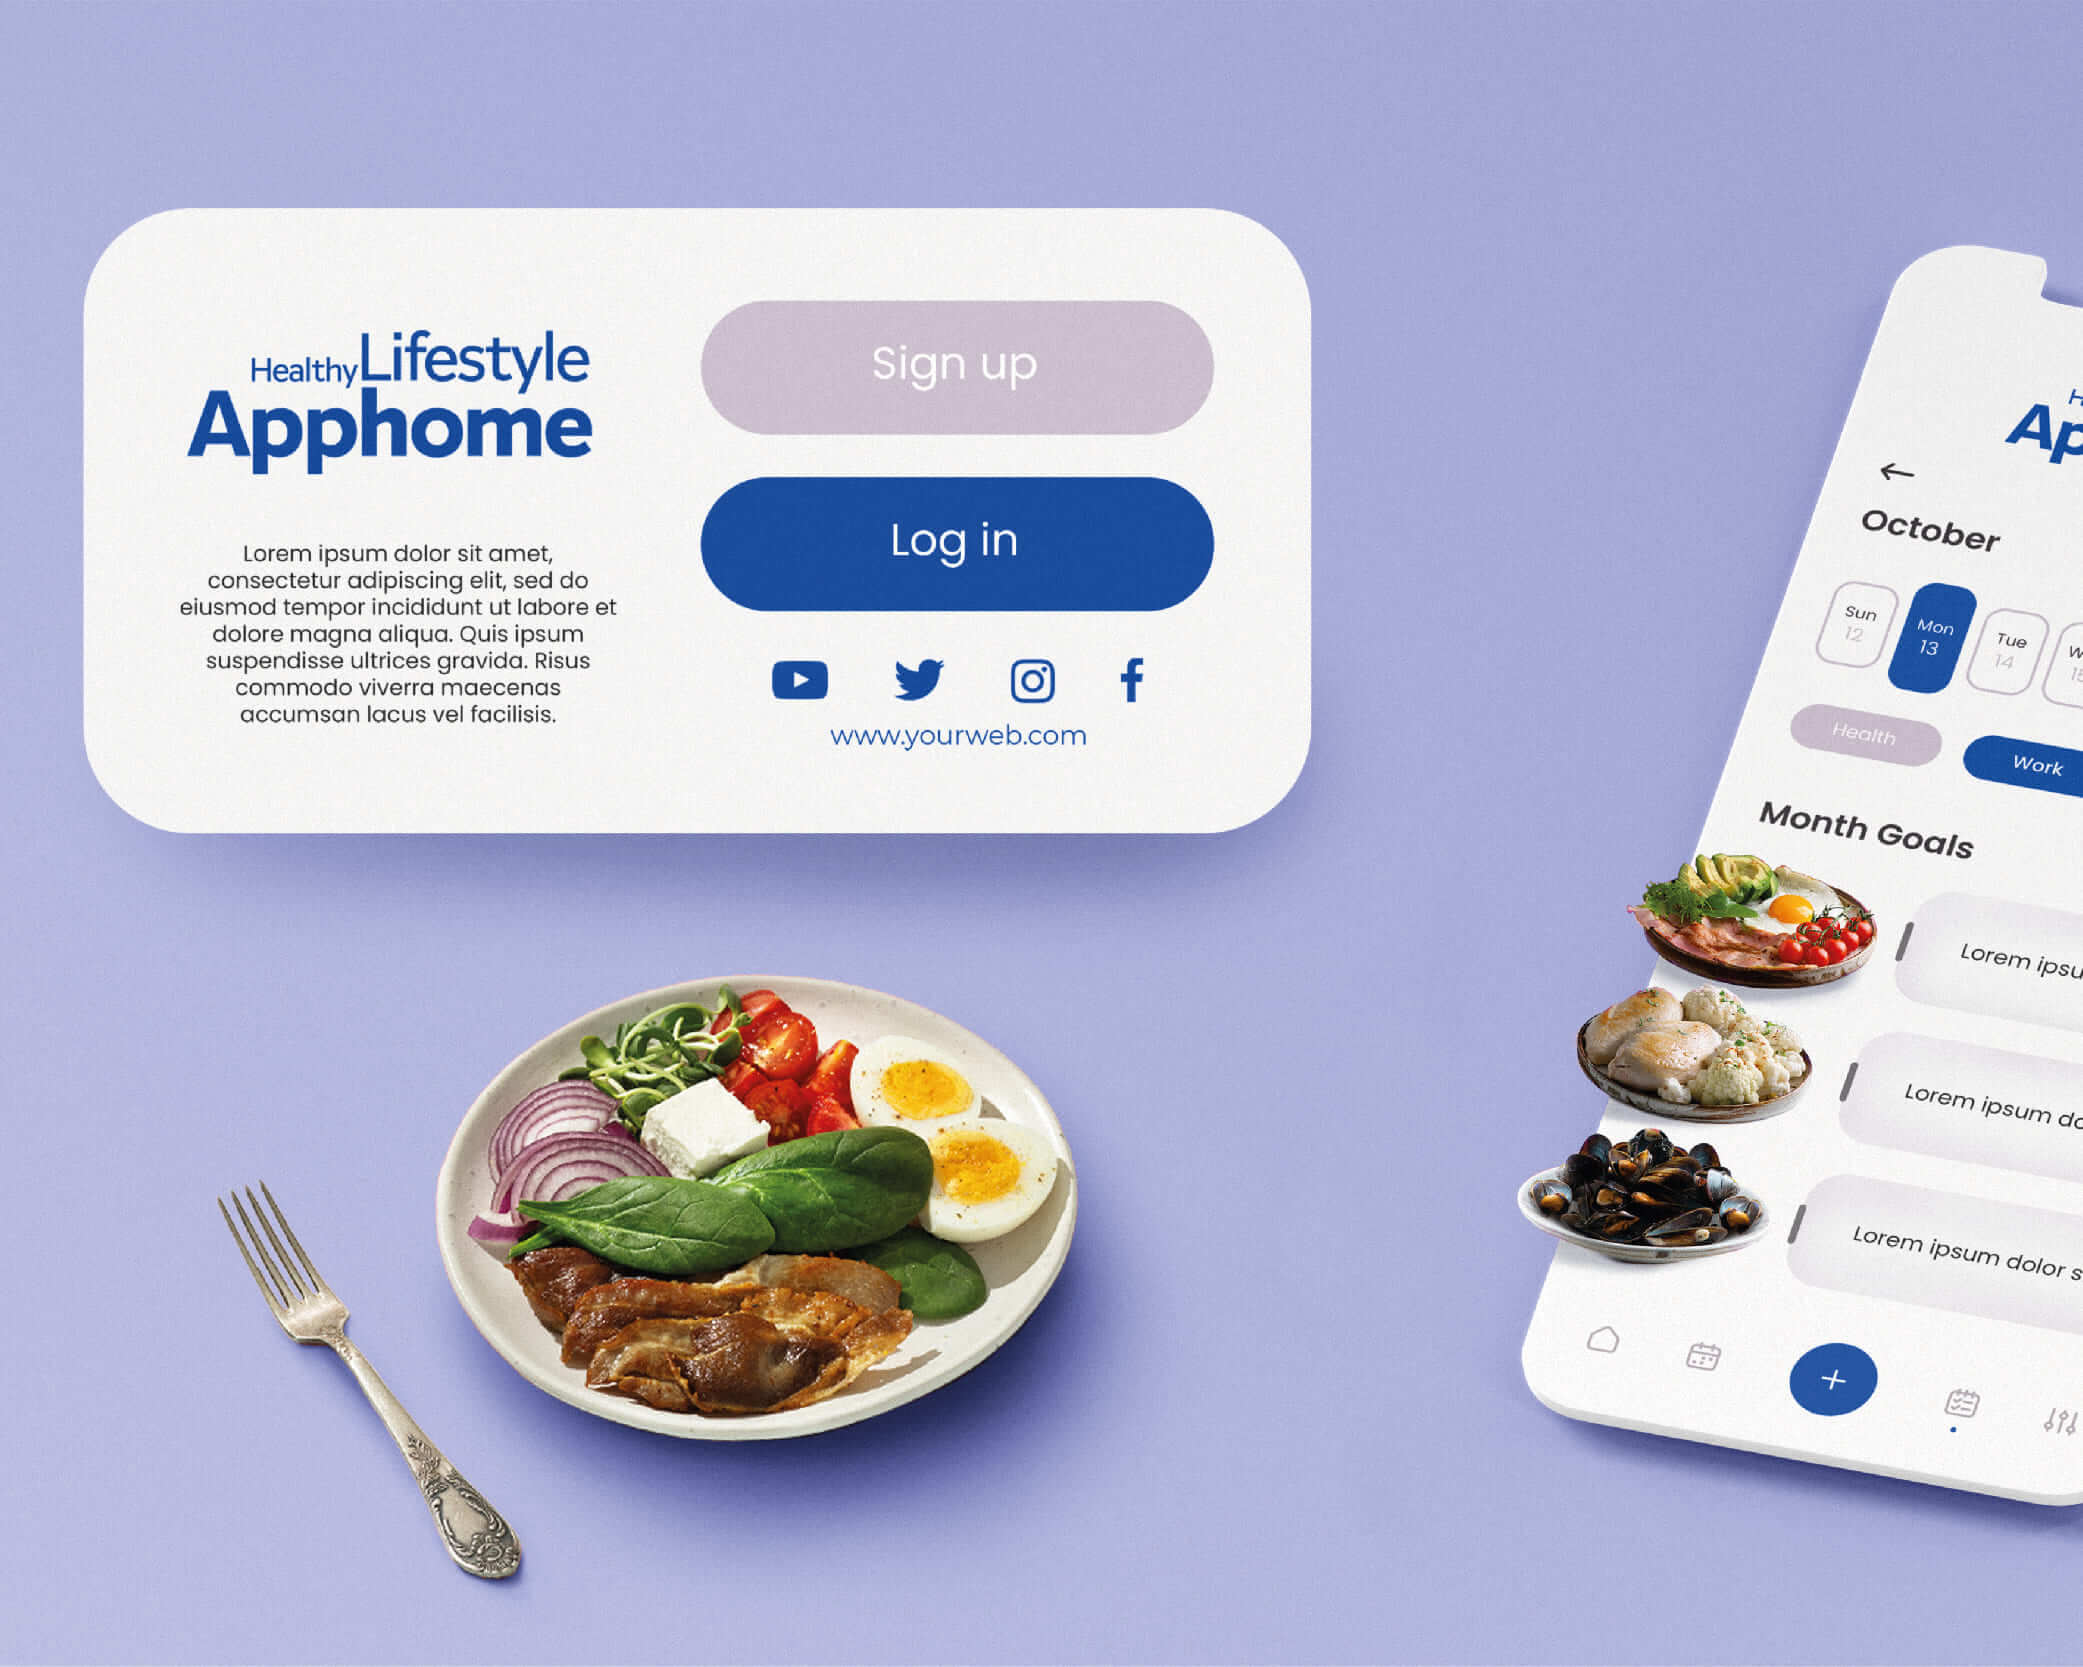 Healthy Lifestyle
Apphome
Lorem ipsum dolor sit amet,
consectetur adipiscing elit, sed do
eiusmod tempor incididunt ut labore et
dolore magna aliqua. Quis ipsum
suspendisse ultrices gravida. Risus
commodo viverra maecenas
accumsan lacus vel facilisis.
Sign up
Log in
www.yourweb.com
H
Ap
October
Sun
12
Mon
13
Tue
14
W
15
Health
Work
Month Goals
Lorem ipsu
Lorem ipsum do
Lorem ipsum dolor s